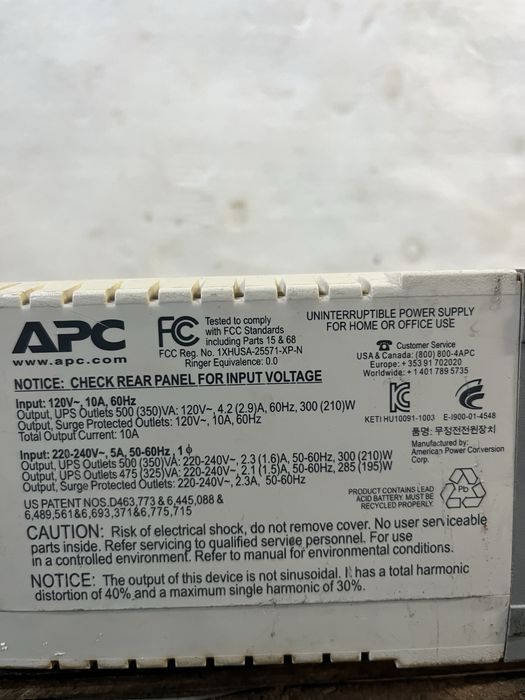 APC
www.apc.com
FC
Tested to comply
with FCC Standards
including Parts 15 & 68
FCC Reg. No. 1XHUSA-25571-XP-N
Ringer Equivalence: 0.0
UNINTERRUPTIBLE POWER SUPPLY
FOR HOME OR OFFICE USE
Customer Service
USA & Canada: (800) 800-4APC
Europe: +353 91 702020
Worldwide: +1 401 789 5735
NOTICE: CHECK REAR PANEL FOR INPUT VOLTAGE
Input: 120V~, 10A, 60Hz
Output, UPS Outlets 500 (350)VA: 120V~, 4.2 (2.9)A, 60Hz, 300 (210)W
Output, Surge Protected Outlets: 120V~, 10A, 60Hz
Total Output Current: 10A
KETI HU10091-1003
E-I900-01-4548
품명: 무정전전원장치
Manufactured by:
American Power Conversion
Corp.
Input: 220-240V~, 5A, 50-60Hz, 1 ϕ
Output, UPS Outlets 500 (350)VA: 220-240V~, 2.3 (1.6)A, 50-60Hz, 300 (210)W
Output, UPS Outlets 475 (325)VA: 220-240V~, 2.1 (1.5)A, 50-60Hz, 285 (195)W
Output, Surge Protected Outlets: 220-240V~, 2.3A, 50-60Hz
US PATENT NOS.D463,773 & 6,445,088 &
6,489,561&6,693,371&6,775,715
PRODUCT CONTAINS LEAD
ACID BATTERY. MUST BE
RECYCLED PROPERLY.
Pb
CAUTION: Risk of electrical shock, do not remove cover. No user serviceable
parts inside. Refer servicing to qualified service personnel. For use
in a controlled environment. Refer to manual for environmental conditions.
NOTICE: The output of this device is not sinusoidal. It has a total harmonic
distortion of 40% and a maximum single harmonic of 30%.